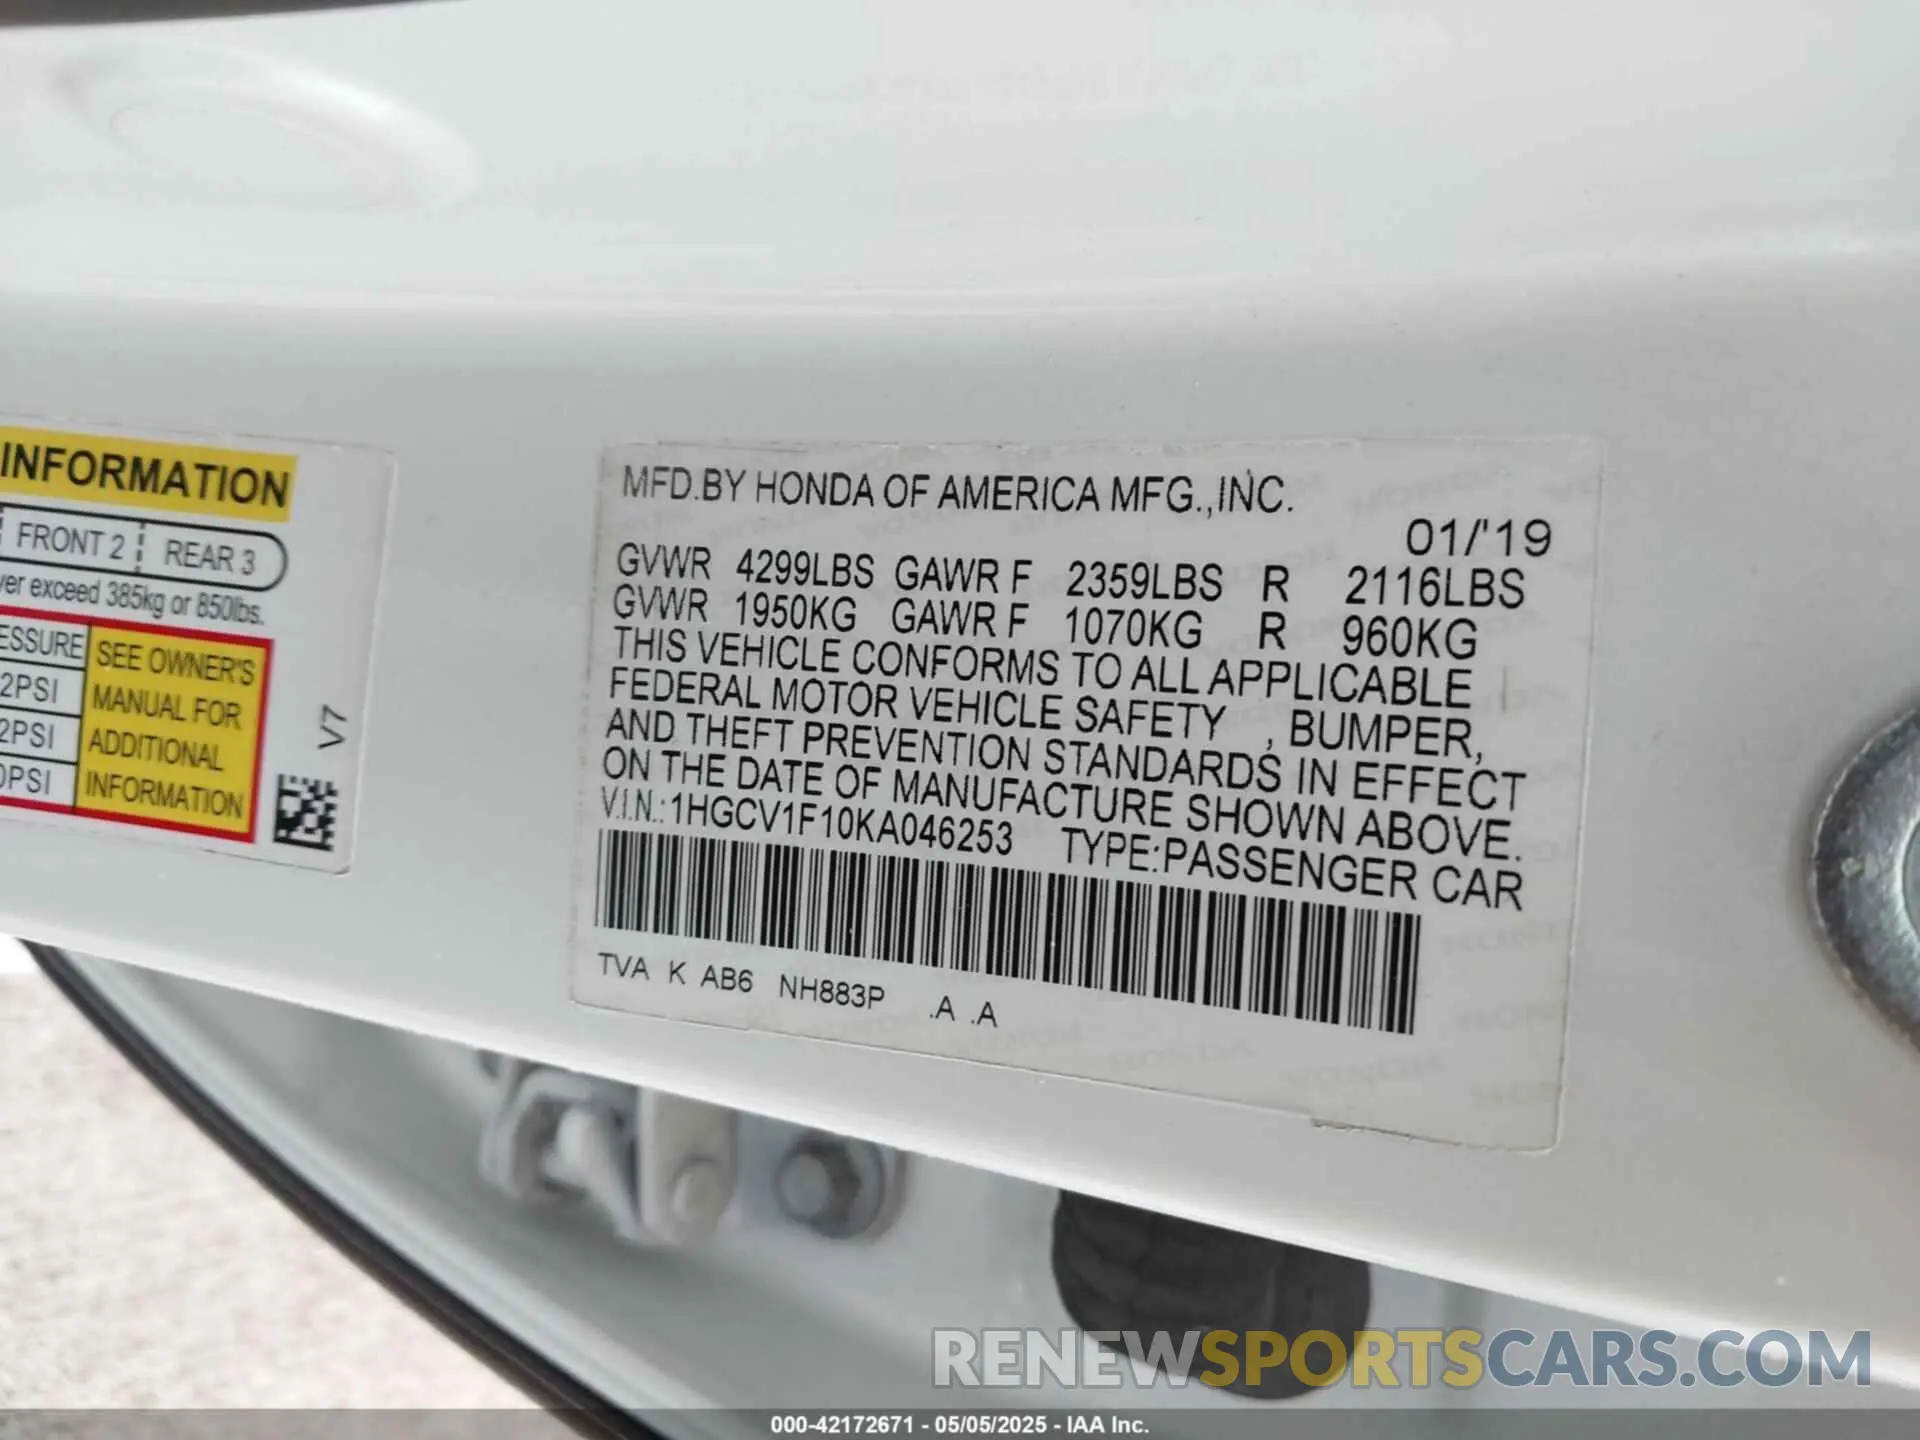 INFORMATION
FRONT 2 REAR 3
ver exceed 385kg or 850lbs.
ESSURE
2PSI
2PSI
0PSI
SEE OWNER'S
MANUAL FOR
ADDITIONAL
INFORMATION
V7
MFD.BY HONDA OF AMERICA MFG.,INC.
01/'19
GVWR 4299LBS GAWR F 2359LBS R 2116LBS
GVWR 1950KG GAWR F 1070KG R 960KG
THIS VEHICLE CONFORMS TO ALL APPLICABLE
FEDERAL MOTOR VEHICLE SAFETY , BUMPER,
AND THEFT PREVENTION STANDARDS IN EFFECT
ON THE DATE OF MANUFACTURE SHOWN ABOVE.
V.I.N.:1HGCV1F10KA046253 TYPE:PASSENGER CAR
TVA K AB6 NH883P .A .A
RENEWSPORTSCARS.COM
000-42172671 - 05/05/2025 - IAA Inc.